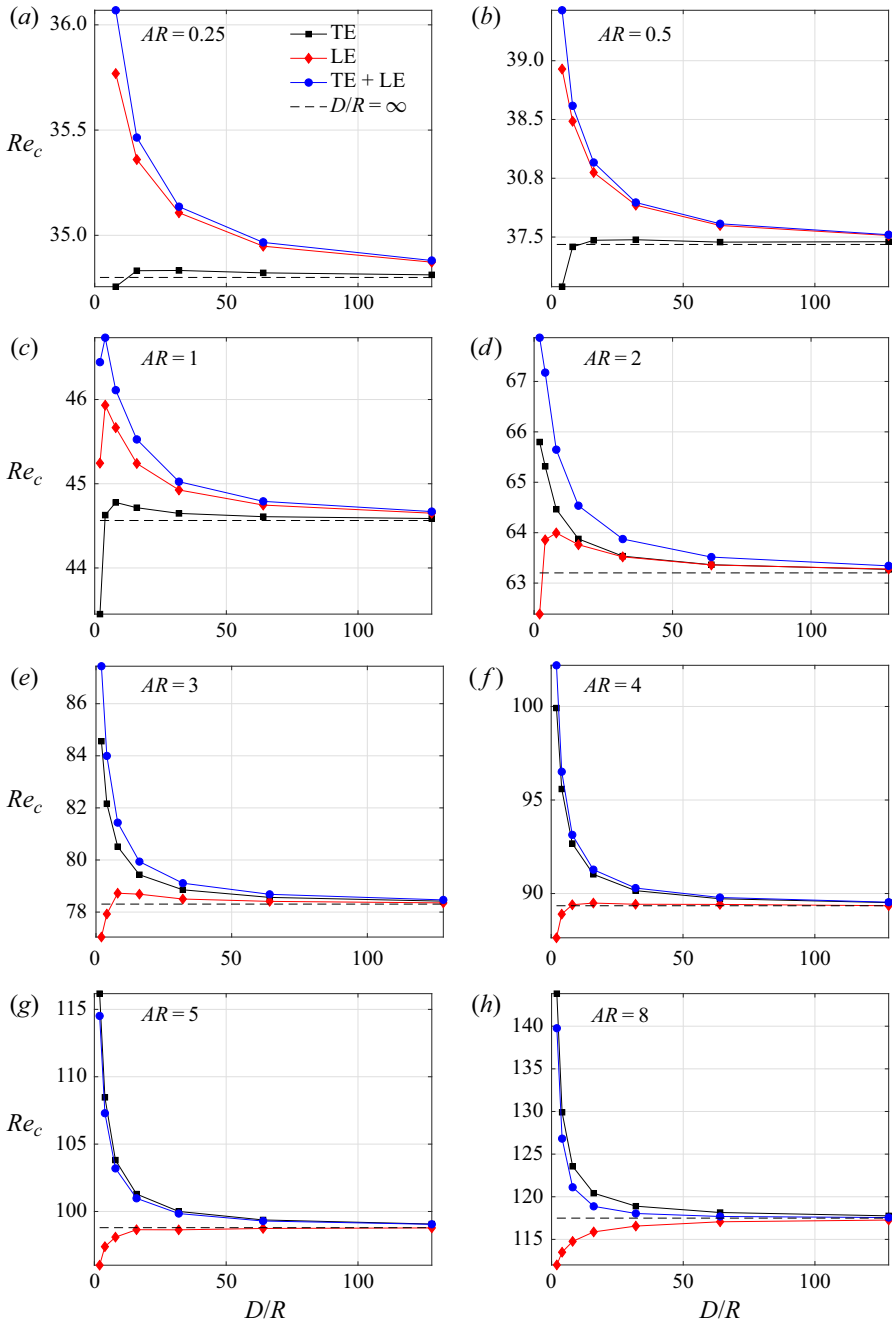 (a)
AR = 0.25
TE
LE
TE + LE
D/R = ∞
Re_c
36.0
35.5
35.0
0
50
100
(b)
AR = 0.5
39.0
38.5
30.8
37.5
0
50
100
(c)
AR = 1
Re_c
46
45
44
0
50
100
(d)
AR = 2
67
66
65
64
63
0
50
100
(e)
AR = 3
Re_c
86
84
82
80
78
0
50
100
(f)
AR = 4
100
95
90
0
50
100
(g)
AR = 5
Re_c
115
110
105
100
0
50
100
D/R
(h)
AR = 8
140
135
130
125
120
115
0
50
100
D/R